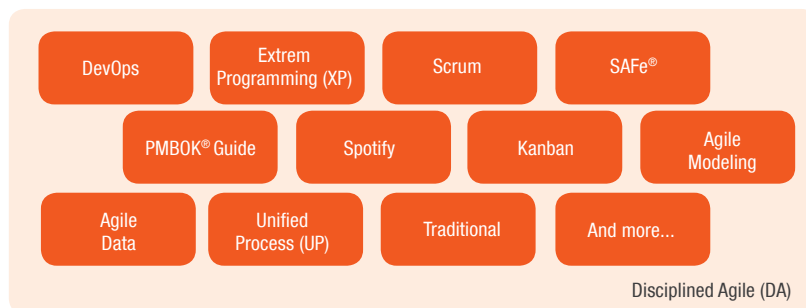 DevOps
Extrem
Programming (XP)
Scrum
SAFe®
PMBOK® Guide
Spotify
Kanban
Agile
Modeling
Agile
Data
Unified
Process (UP)
Traditional
And more...
Disciplined Agile (DA)